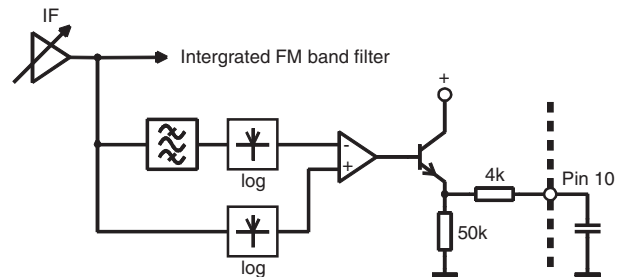 IF
Intergrated FM band filter
+
log
-
+
4k
Pin 10
50k
log